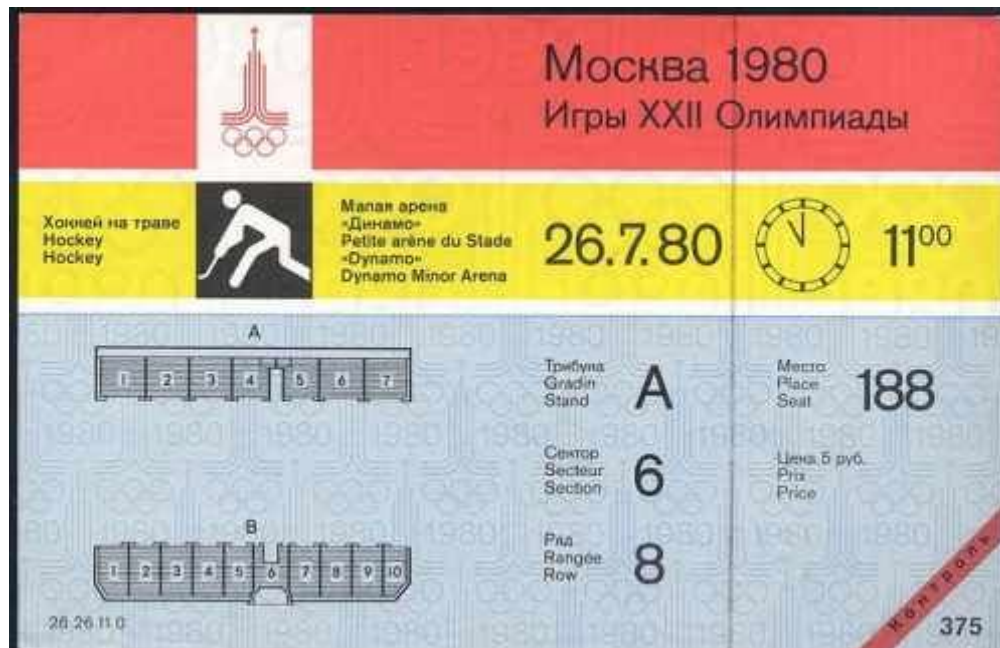 Москва 1980
Игры XXII Олимпиады
Хоккей на траве
Hockey
Hockey
Малая арена
«Динамо»
Petite arène du Stade
«Dynamo»
Dynamo Minor Arena
26.7.80
11⁰⁰
A
1 2 3 4 5 6 7
Трибуна
Gradin
Stand
A
Место
Place
Seat
188
Сектор
Secteur
Section
6
Цена 5 руб.
Prix
Price
B
1 2 3 4 5 6 7 8 9 10
Ряд
Rangée
Row
8
26 26 11 0
Контроль
375